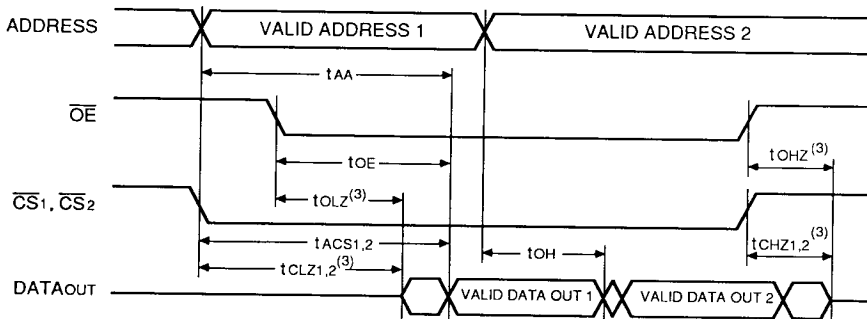 ADDRESS VALID ADDRESS 1 VALID ADDRESS 2
tAA
OE
tOE tOHZ(3)
tOLZ(3)
CS1, CS2
tACS1,2 tOH tCHZ1,2(3)
tCLZ1,2(3)
DATAOUT VALID DATA OUT 1 VALID DATA OUT 2